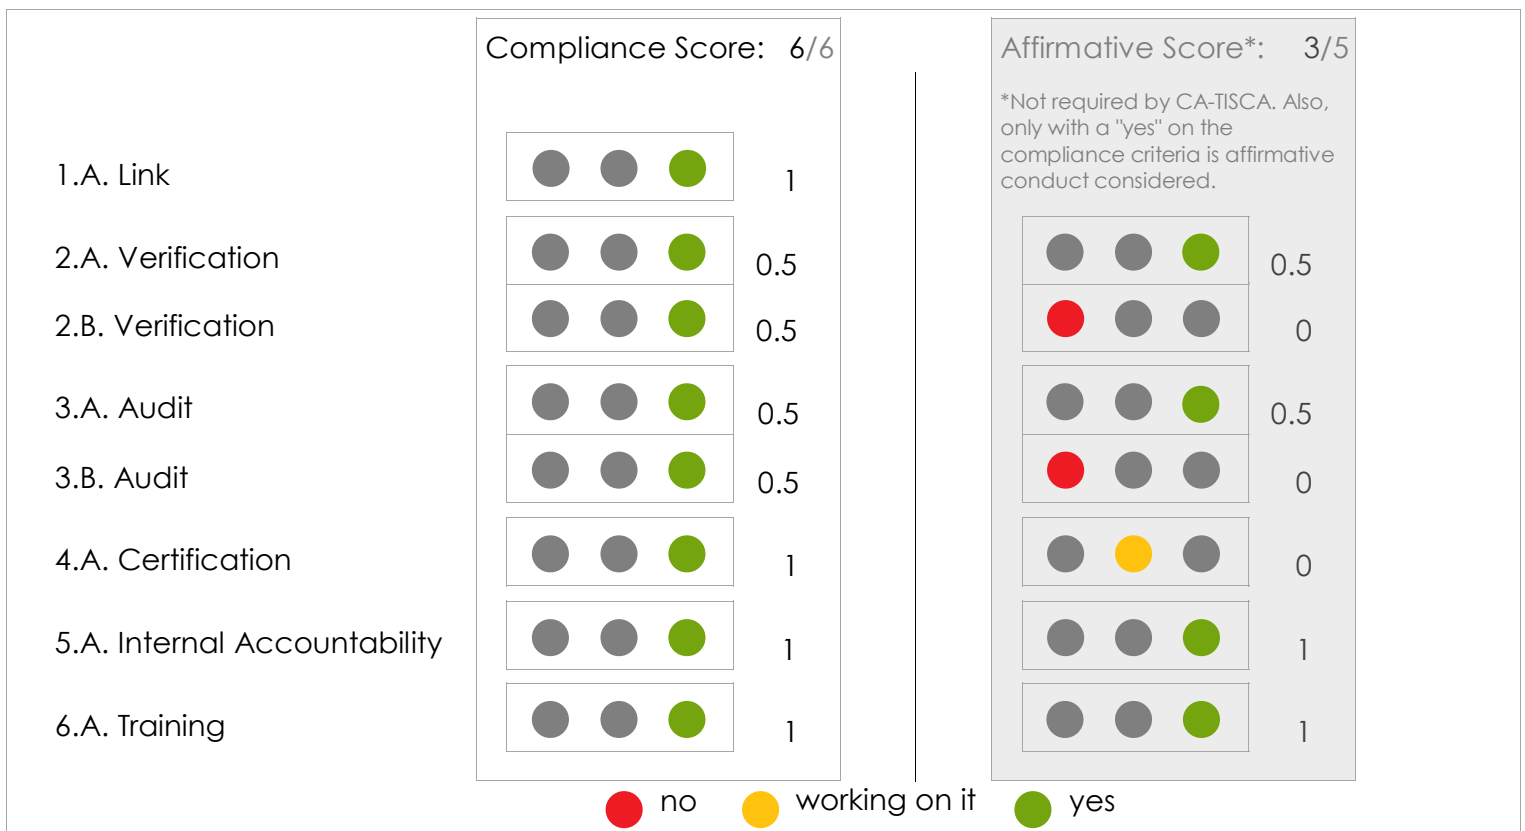 Compliance Score: 6/6
Affirmative Score*: 3/5
*Not required by CA-TISCA. Also,
only with a "yes" on the
compliance criteria is affirmative
conduct considered.
1.A. Link 1
2.A. Verification 0.5 0.5
2.B. Verification 0.5 0
3.A. Audit 0.5 0.5
3.B. Audit 0.5 0
4.A. Certification 1 0
5.A. Internal Accountability 1 1
6.A. Training 1 1
no working on it yes